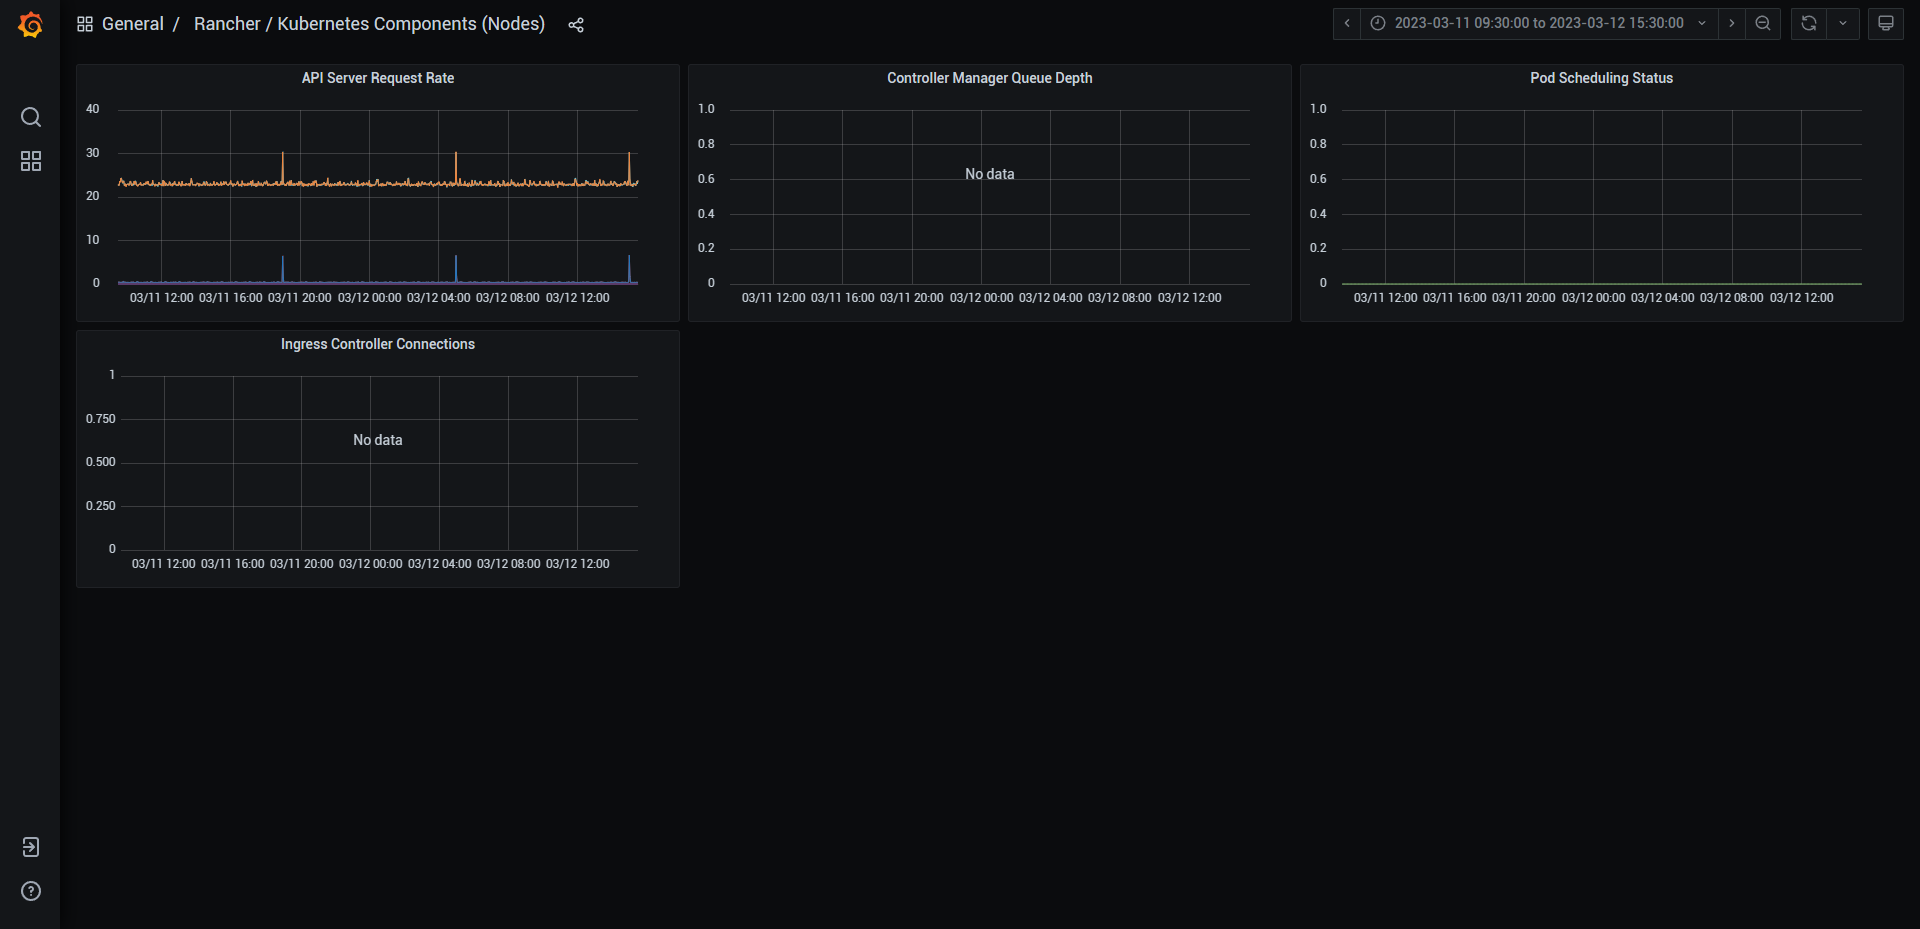 General / Rancher / Kubernetes Components (Nodes)
2023-03-11 09:30:00 to 2023-03-12 15:30:00
API Server Request Rate
40
30
20
10
0
03/11 12:00 03/11 16:00 03/11 20:00 03/12 00:00 03/12 04:00 03/12 08:00 03/12 12:00
Controller Manager Queue Depth
1.0
0.8
No data
0.6
0.4
0.2
0
03/11 12:00 03/11 16:00 03/11 20:00 03/12 00:00 03/12 04:00 03/12 08:00 03/12 12:00
Pod Scheduling Status
1.0
0.8
0.6
0.4
0.2
0
03/11 12:00 03/11 16:00 03/11 20:00 03/12 00:00 03/12 04:00 03/12 08:00 03/12 12:00
Ingress Controller Connections
1
0.750
No data
0.500
0.250
0
03/11 12:00 03/11 16:00 03/11 20:00 03/12 00:00 03/12 04:00 03/12 08:00 03/12 12:00